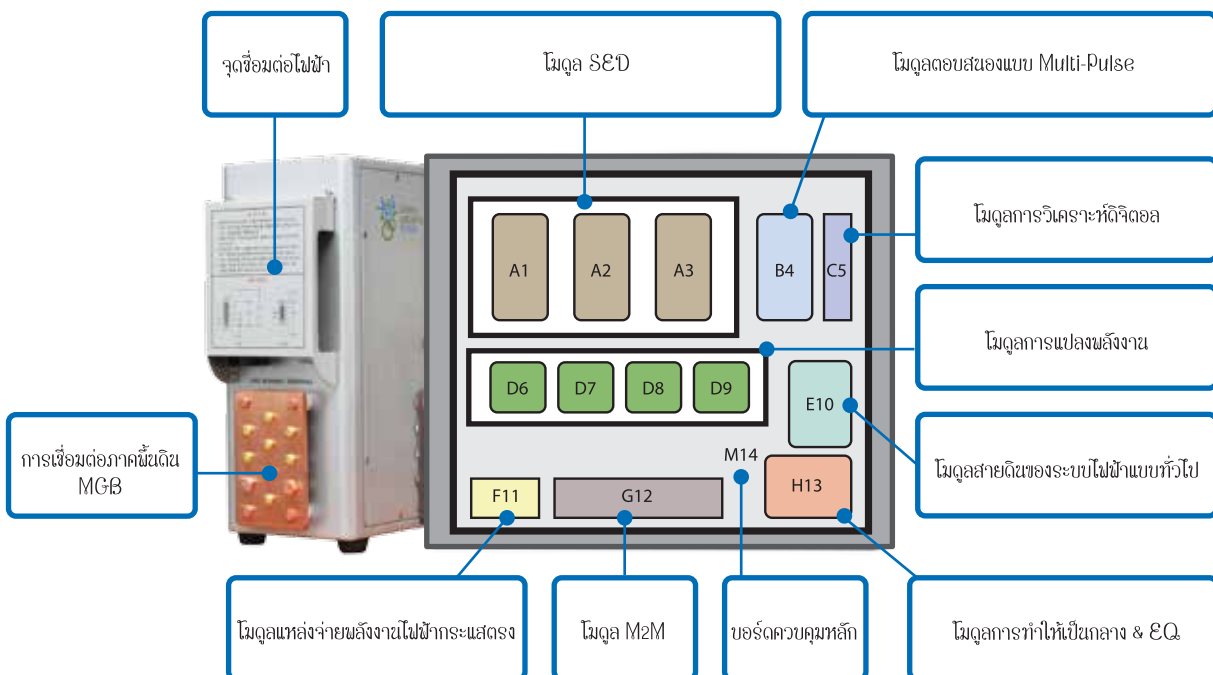 จุดชื่อมต่อไฟฟ้า
โมดูล SED
โมดูลตอบสนองแบบ Multi-Pulse
โมดูลการวิเคราะห์ดิจิตอล
A1
A2
A3
B4
C5
โมดูลการแปลงพลังงาน
D6
D7
D8
D9
E10
การเชื่อมต่อภาคพื้นดิน
MGB
M14
โมดูลสายดินของระบบไฟฟ้าแบบทั่วไป
F11
G12
H13
โมดูลแหล่งจ่ายพลังงานไฟฟ้ากระแสตรง
โมดูล M2M
บอร์ดควบคุมหลัก
โมดูลการทำให้เป็นกลาง & EQ